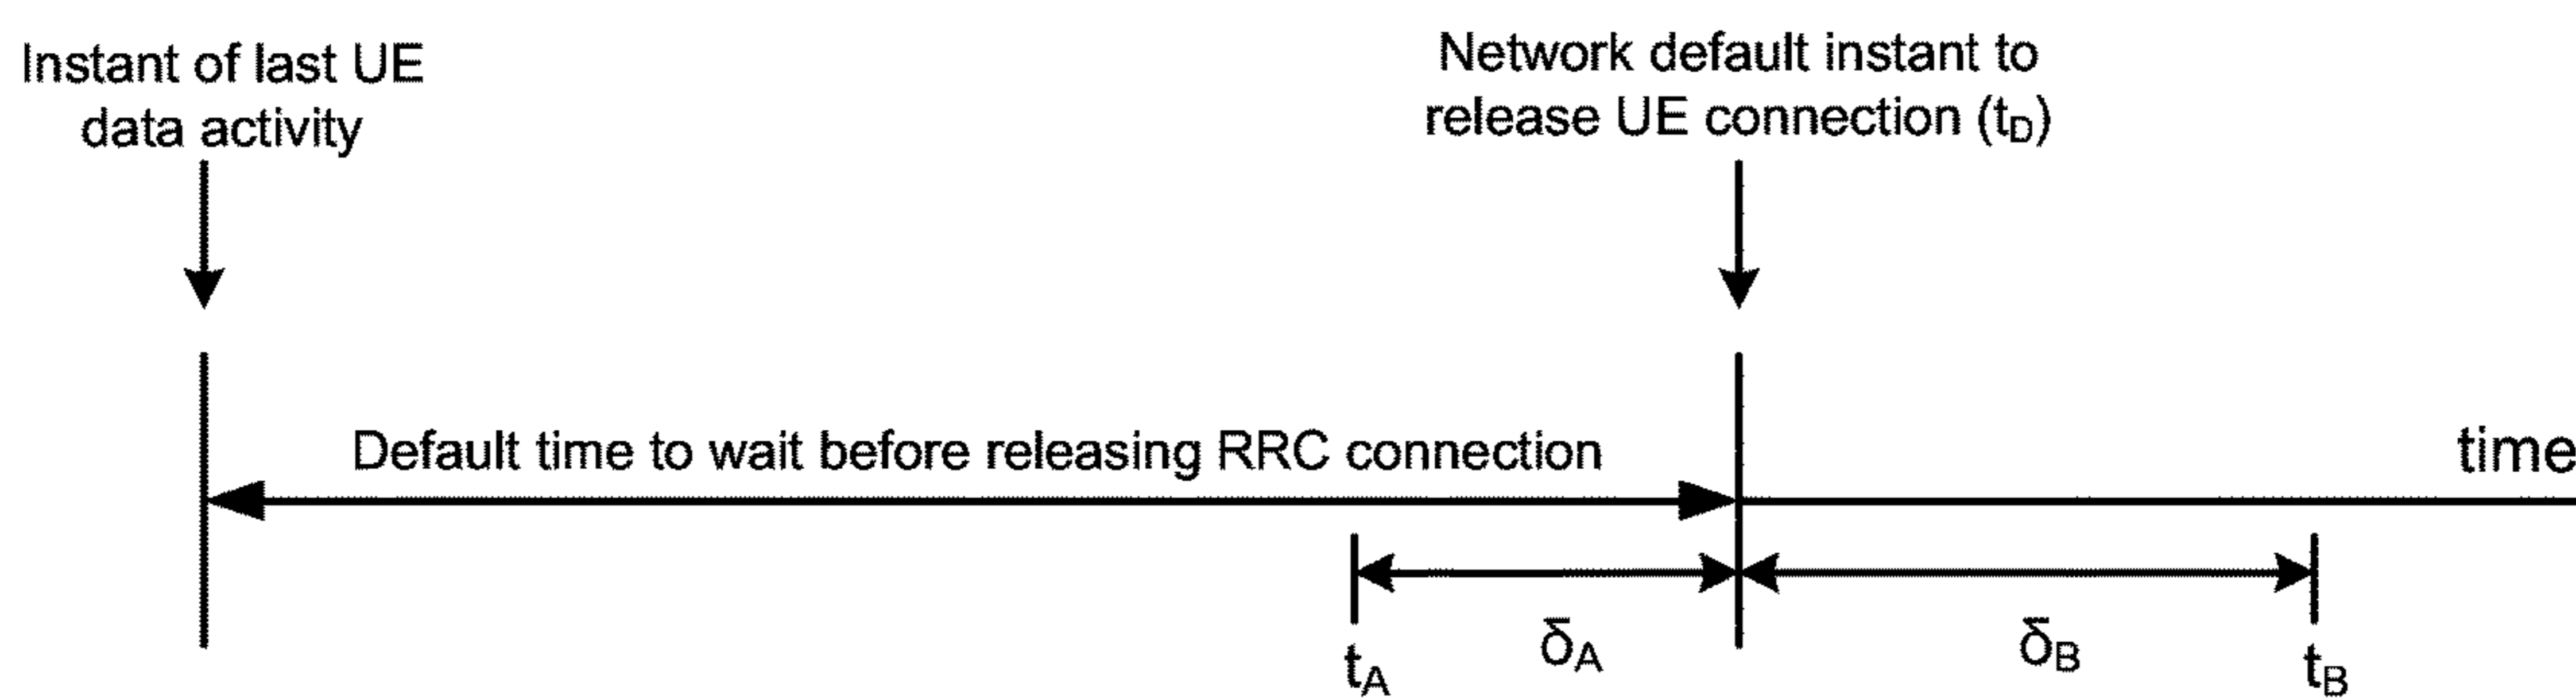 Instant of last UE
data activity
Network default instant to
release UE connection (tD)
Default time to wait before releasing RRC connection
time
δA
δB
tA
tB